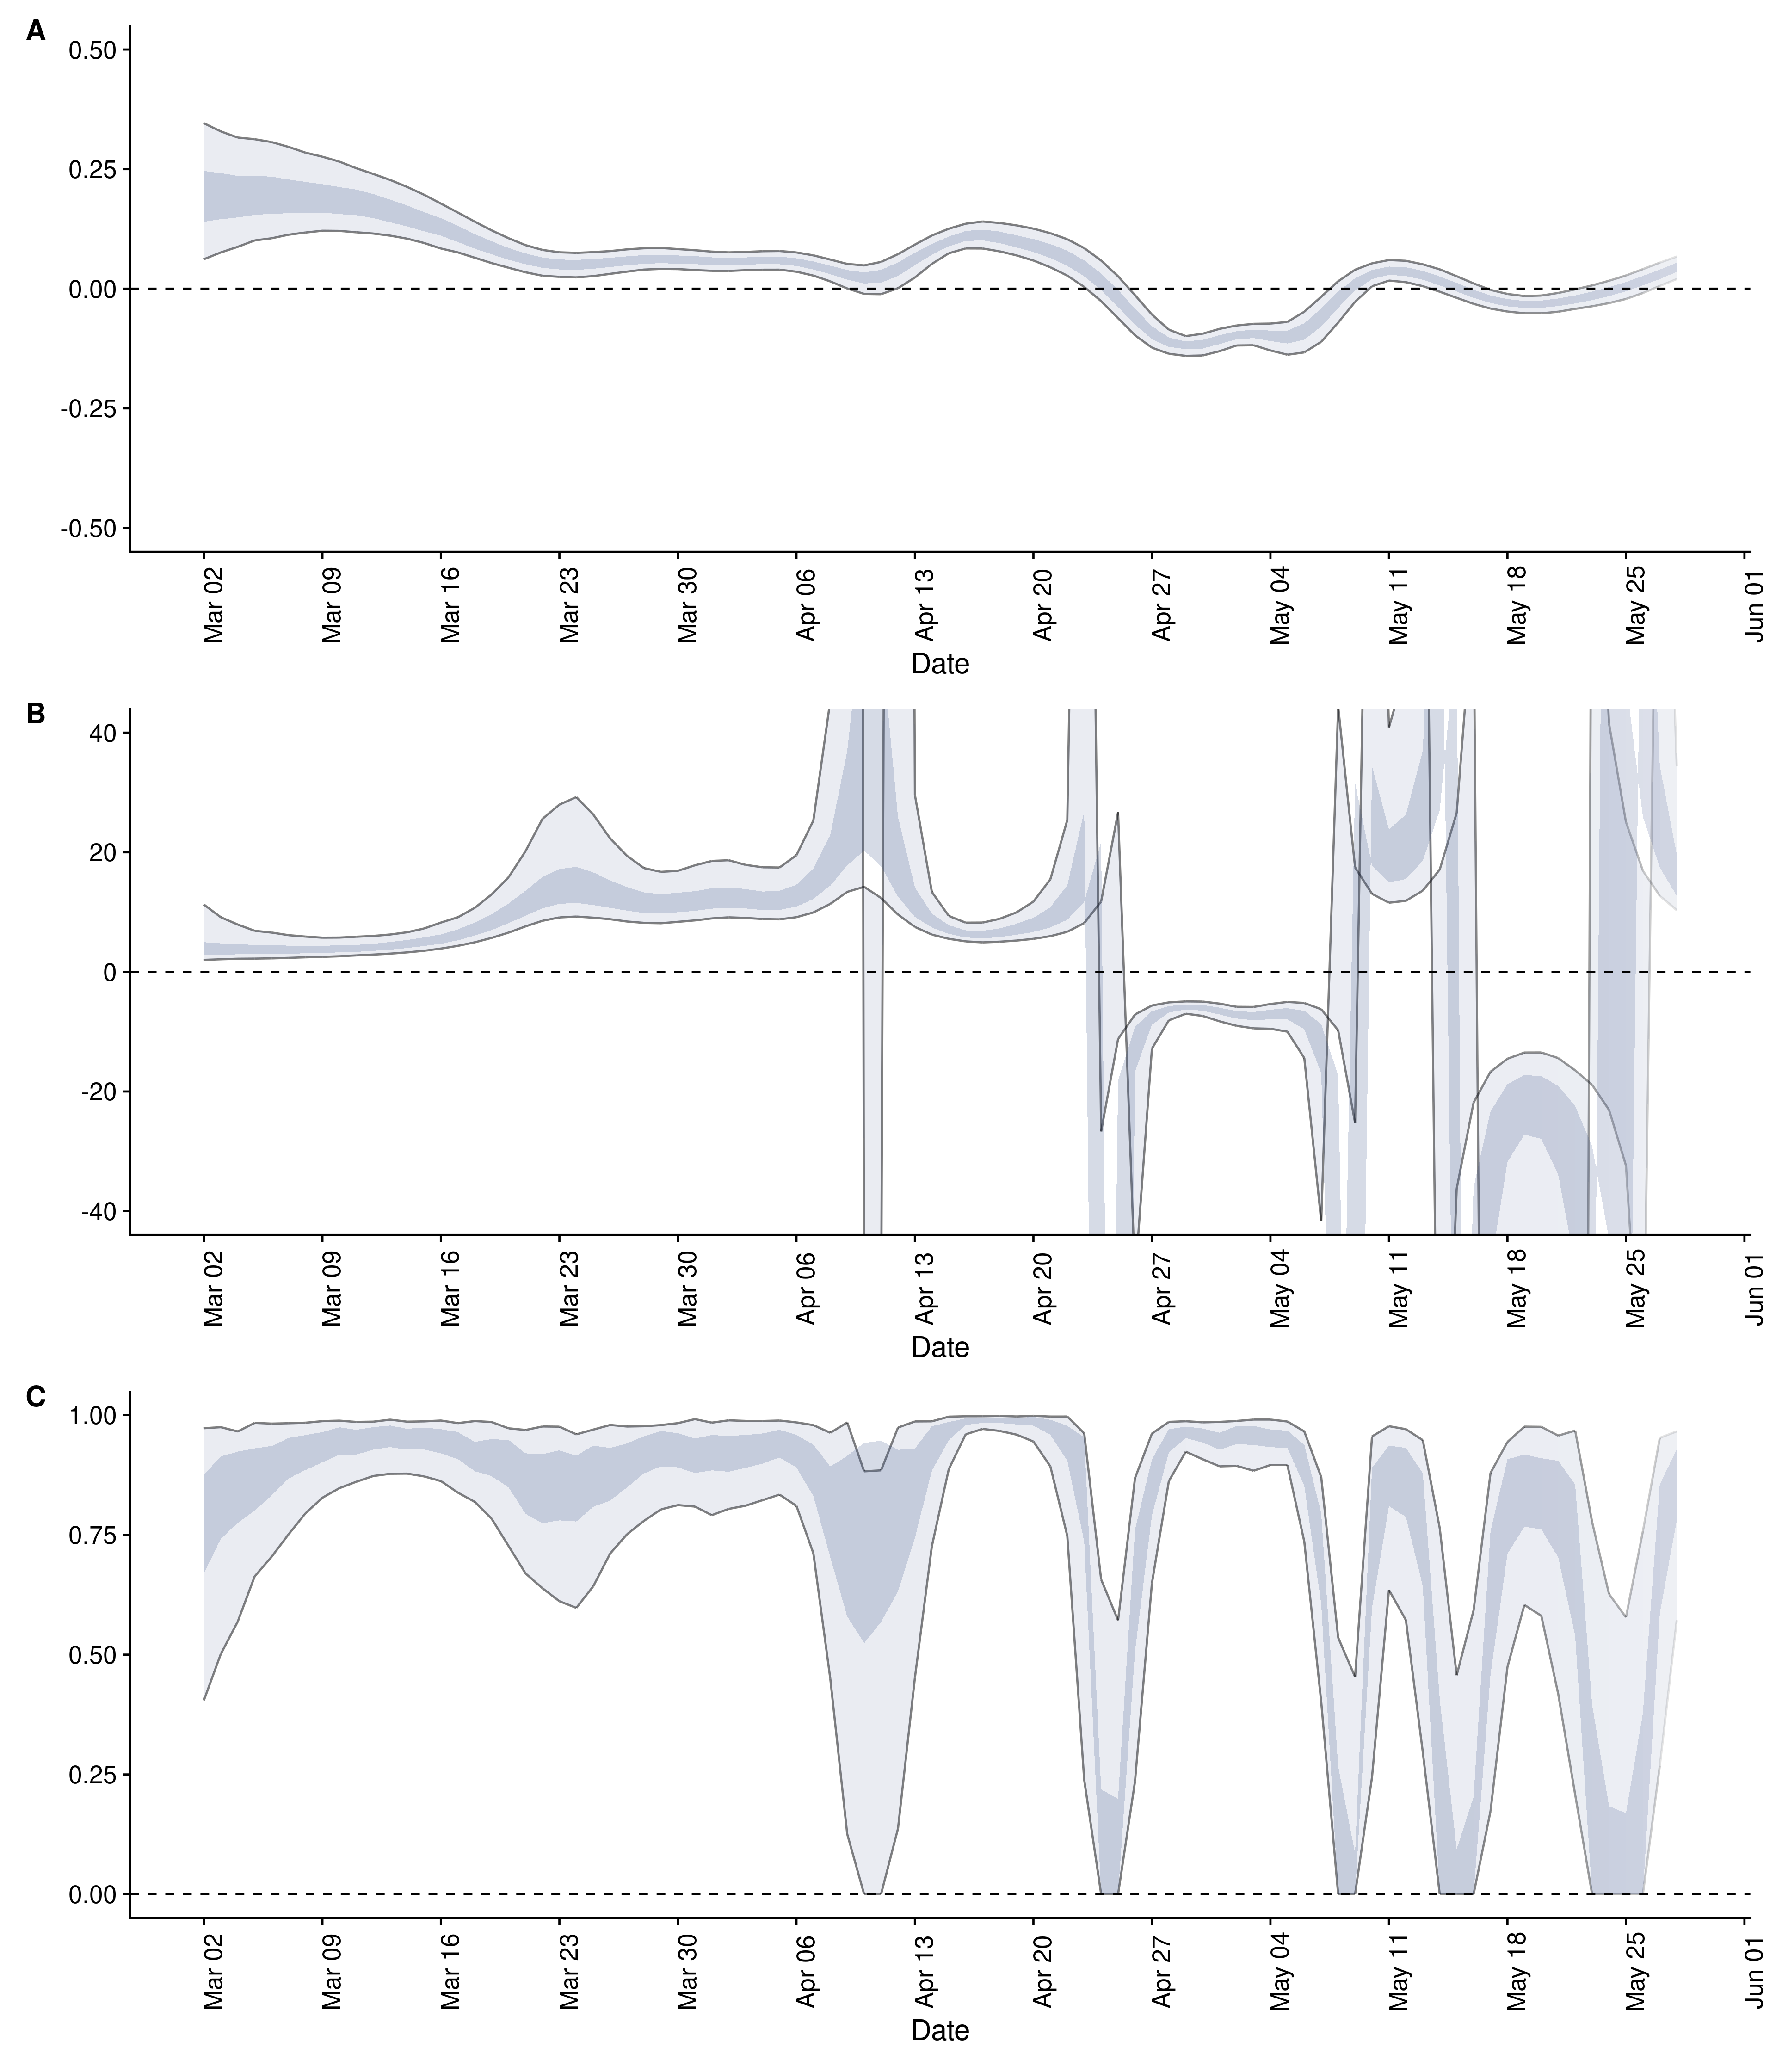 A
0.50
0.25
0.00
-0.25
-0.50
Mar 02
Mar 09
Mar 16
Mar 23
Mar 30
Apr 06
Apr 13
Apr 20
Apr 27
May 04
May 11
May 18
May 25
Jun 01
Date
B
40
20
0
-20
-40
Mar 02
Mar 09
Mar 16
Mar 23
Mar 30
Apr 06
Apr 13
Apr 20
Apr 27
May 04
May 11
May 18
May 25
Jun 01
Date
C
1.00
0.75
0.50
0.25
0.00
Mar 02
Mar 09
Mar 16
Mar 23
Mar 30
Apr 06
Apr 13
Apr 20
Apr 27
May 04
May 11
May 18
May 25
Jun 01
Date